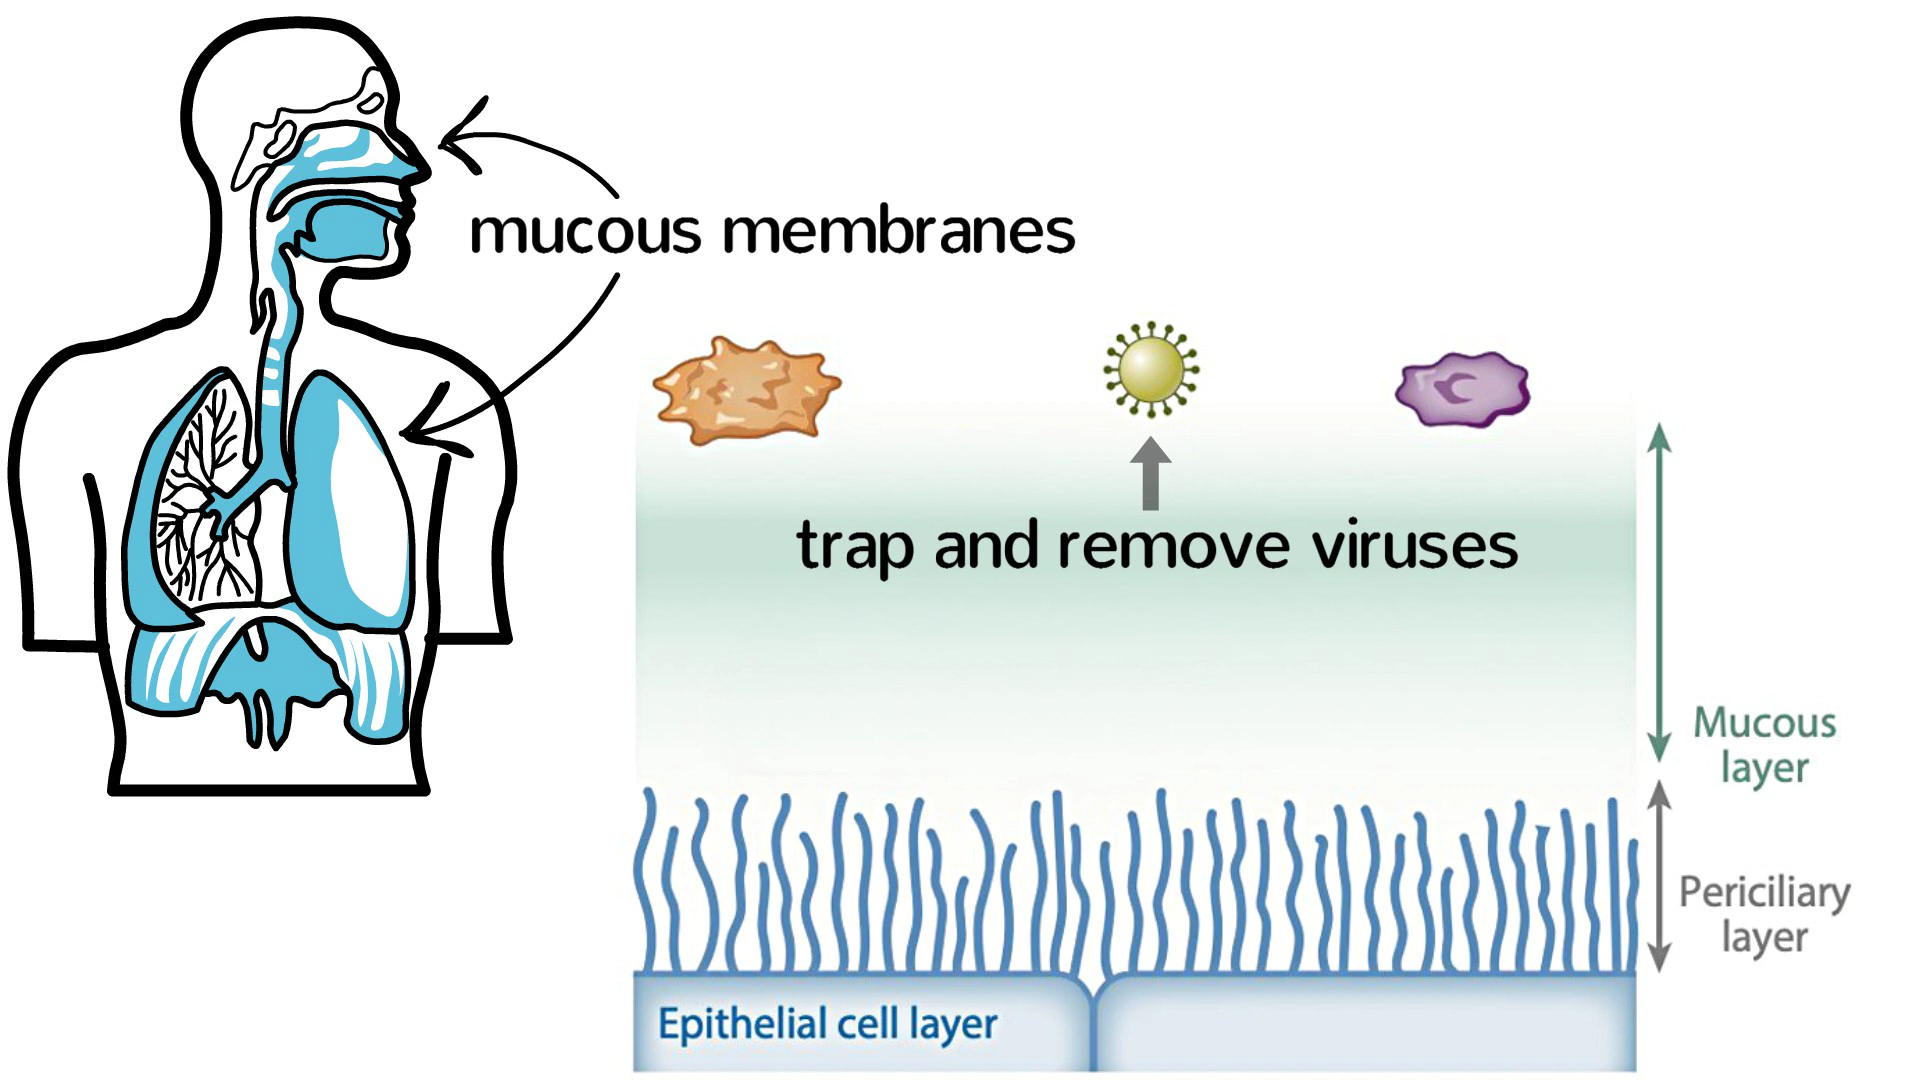 mucous membranes
trap and remove viruses
Mucous
layer
Periciliary
layer
Epithelial cell layer